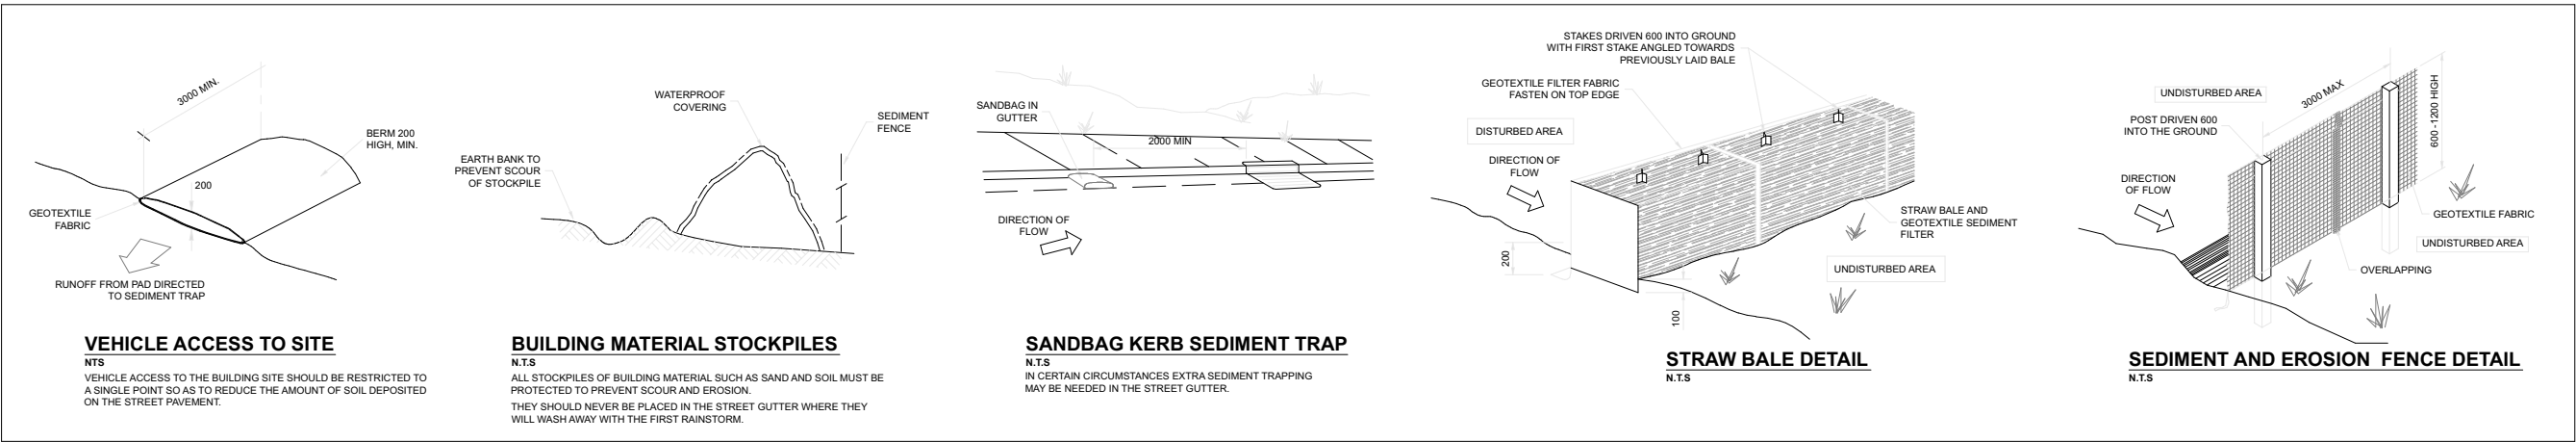 3000 MIN.
BERM 200
HIGH, MIN.
200
GEOTEXTILE
FABRIC
RUNOFF FROM PAD DIRECTED
TO SEDIMENT TRAP
VEHICLE ACCESS TO SITE
NTS
VEHICLE ACCESS TO THE BUILDING SITE SHOULD BE RESTRICTED TO
A SINGLE POINT SO AS TO REDUCE THE AMOUNT OF SOIL DEPOSITED
ON THE STREET PAVEMENT.
WATERPROOF
COVERING
SEDIMENT
FENCE
EARTH BANK TO
PREVENT SCOUR
OF STOCKPILE
BUILDING MATERIAL STOCKPILES
N.T.S
ALL STOCKPILES OF BUILDING MATERIAL SUCH AS SAND AND SOIL MUST BE
PROTECTED TO PREVENT SCOUR AND EROSION.
THEY SHOULD NEVER BE PLACED IN THE STREET GUTTER WHERE THEY
WILL WASH AWAY WITH THE FIRST RAINSTORM.
SANDBAG IN
GUTTER
2000 MIN
DIRECTION OF
FLOW
SANDBAG KERB SEDIMENT TRAP
N.T.S
IN CERTAIN CIRCUMSTANCES EXTRA SEDIMENT TRAPPING
MAY BE NEEDED IN THE STREET GUTTER.
STAKES DRIVEN 600 INTO GROUND
WITH FIRST STAKE ANGLED TOWARDS
PREVIOUSLY LAID BALE
GEOTEXTILE FILTER FABRIC
FASTEN ON TOP EDGE
DISTURBED AREA
DIRECTION OF
FLOW
STRAW BALE AND
GEOTEXTILE SEDIMENT
FILTER
200
UNDISTURBED AREA
100
STRAW BALE DETAIL
N.T.S
3000 MAX
600 -1200 HIGH
UNDISTURBED AREA
POST DRIVEN 600
INTO THE GROUND
DIRECTION
OF FLOW
GEOTEXTILE FABRIC
UNDISTURBED AREA
OVERLAPPING
SEDIMENT AND EROSION FENCE DETAIL
N.T.S